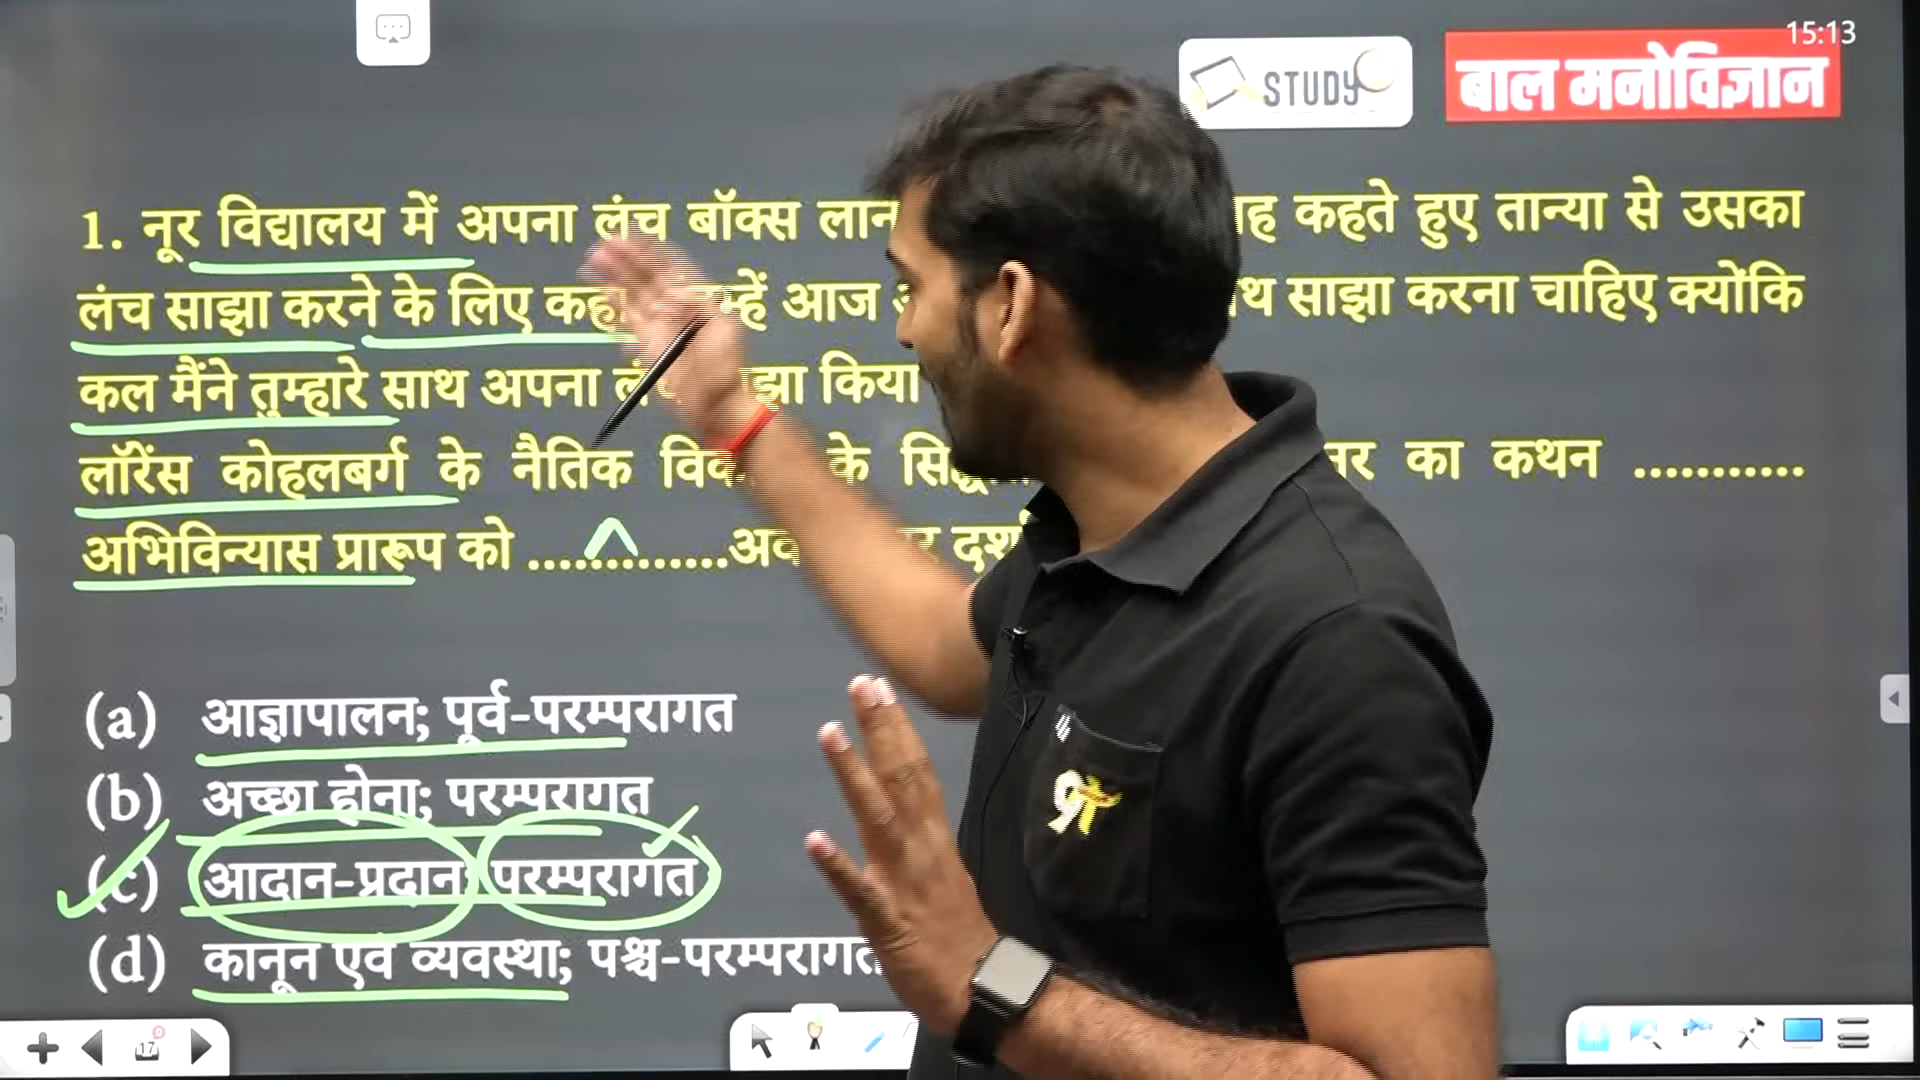 15:13
STUDY
बाल मनोविज्ञान
1. नूर विद्यालय में अपना लंच बॉक्स कहते हुए तान्या से उसका
लंच साझा करने के लिए आज साझा करना चाहिए क्योंकि
कल मैंने तुम्हारे साथ अपना किया
लॉरेंस कोहलबर्ग के नैतिक के का कथन ...........
अभिविन्यास प्रारूप को .............
(a) आज्ञापालन; पूर्व-परम्परागत
(b) अच्छा होना; परम्परागत
(c) आदान-प्रदान; परम्परागत
(d) कानून एवं व्यवस्था; पश्च-परम्परागत
17